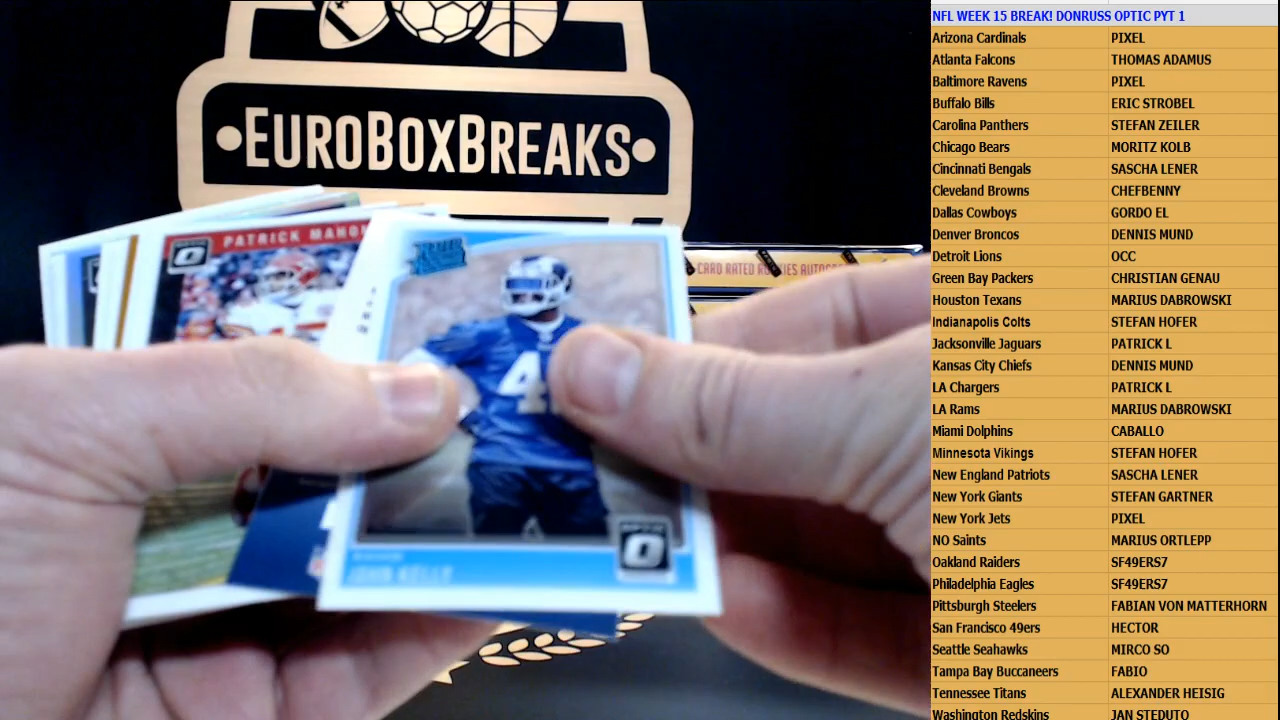 EUROBOXBREAKS
CARD RATED ROOKIES AUTOG
PATRICK MAHO
RATED ROOKIE
RAMS
JOHN KELLY
OPTIC
NFL WEEK 15 BREAK! DONRUSS OPTIC PYT 1
Arizona Cardinals PIXEL
Atlanta Falcons THOMAS ADAMUS
Baltimore Ravens PIXEL
Buffalo Bills ERIC STROBEL
Carolina Panthers STEFAN ZEILER
Chicago Bears MORITZ KOLB
Cincinnati Bengals SASCHA LENER
Cleveland Browns CHEFBENNY
Dallas Cowboys GORDO EL
Denver Broncos DENNIS MUND
Detroit Lions OCC
Green Bay Packers CHRISTIAN GENAU
Houston Texans MARIUS DABROWSKI
Indianapolis Colts STEFAN HOFER
Jacksonville Jaguars PATRICK L
Kansas City Chiefs DENNIS MUND
LA Chargers PATRICK L
LA Rams MARIUS DABROWSKI
Miami Dolphins CABALLO
Minnesota Vikings STEFAN HOFER
New England Patriots SASCHA LENER
New York Giants STEFAN GARTNER
New York Jets PIXEL
NO Saints MARIUS ORTLEPP
Oakland Raiders SF49ERS7
Philadelphia Eagles SF49ERS7
Pittsburgh Steelers FABIAN VON MATTERHORN
San Francisco 49ers HECTOR
Seattle Seahawks MIRCO SO
Tampa Bay Buccaneers FABIO
Tennessee Titans ALEXANDER HEISIG
Washington Redskins JAN STEDUTO